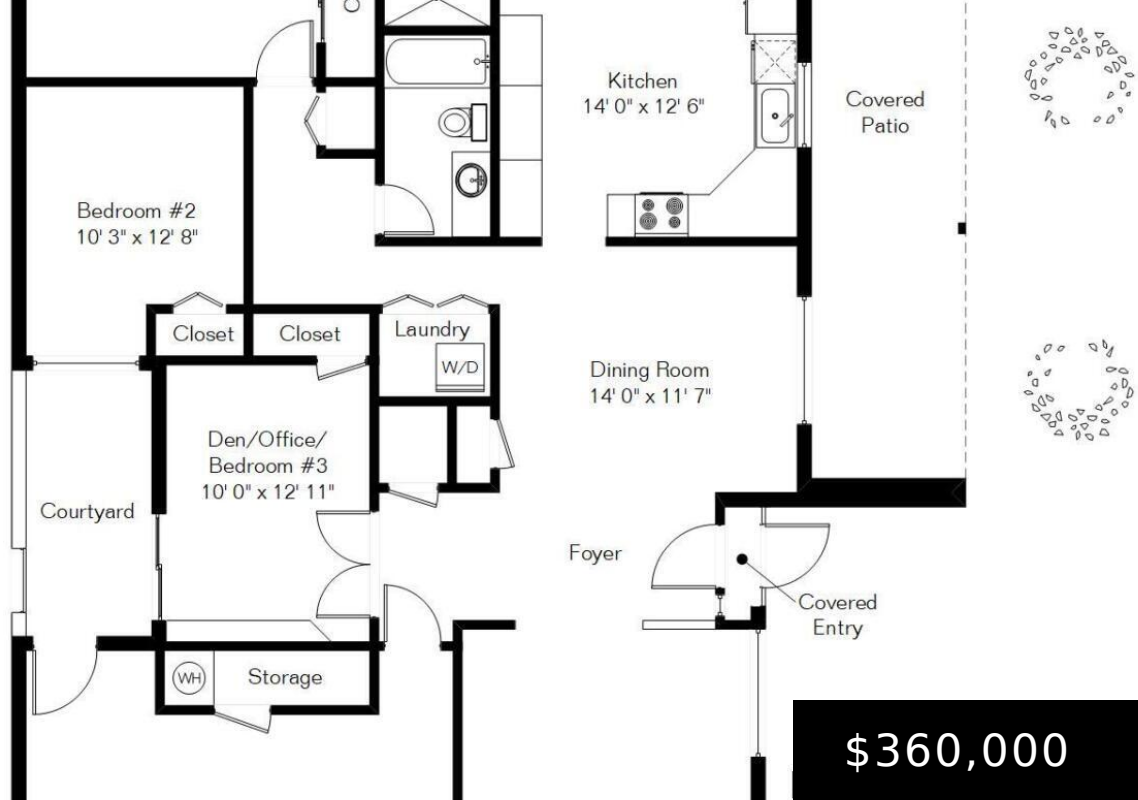 Kitchen
14' 0" x 12' 6"
Covered
Patio
Bedroom #2
10' 3" x 12' 8"
Closet
Closet
Laundry
W/D
Dining Room
14' 0" x 11' 7"
Den/Office/
Bedroom #3
10' 0" x 12' 11"
Courtyard
Foyer
Covered
Entry
WH
Storage
$360,000